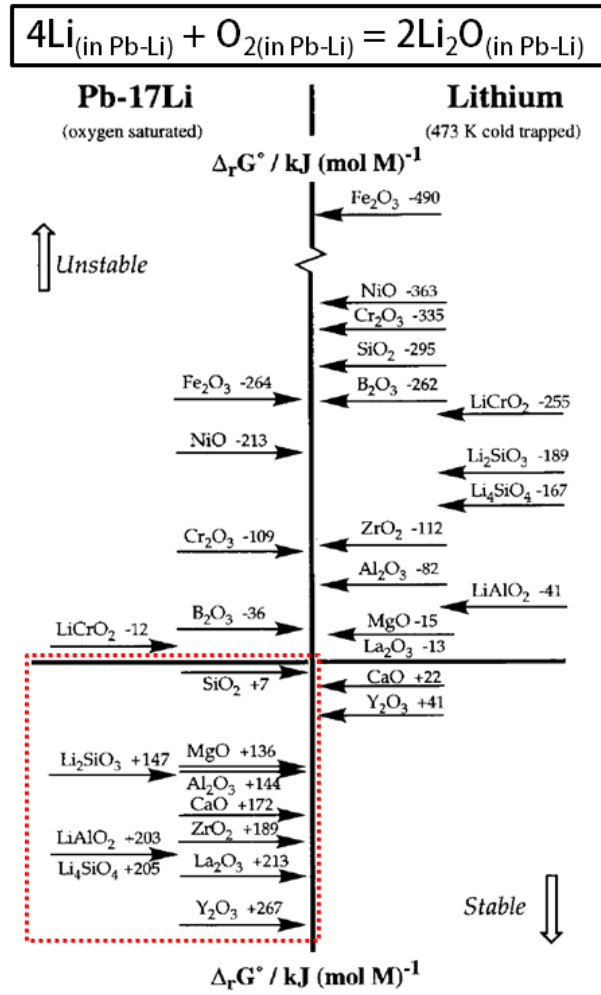 4Li(in Pb-Li) + O2(in Pb-Li) = 2Li2O(in Pb-Li)
Pb-17Li
(oxygen saturated)
Lithium
(473 K cold trapped)
ΔrG° / kJ (mol M)-1
Fe2O3 -490
Unstable
NiO -363
Cr2O3 -335
SiO2 -295
Fe2O3 -264
B2O3 -262
LiCrO2 -255
NiO -213
Li2SiO3 -189
Li4SiO4 -167
Cr2O3 -109
ZrO2 -112
Al2O3 -82
LiAlO2 -41
B2O3 -36
LiCrO2 -12
MgO -15
La2O3 -13
SiO2 +7
CaO +22
Y2O3 +41
Li2SiO3 +147
MgO +136
Al2O3 +144
CaO +172
LiAlO2 +203
ZrO2 +189
Li4SiO4 +205
La2O3 +213
Y2O3 +267
Stable
ΔrG° / kJ (mol M)-1